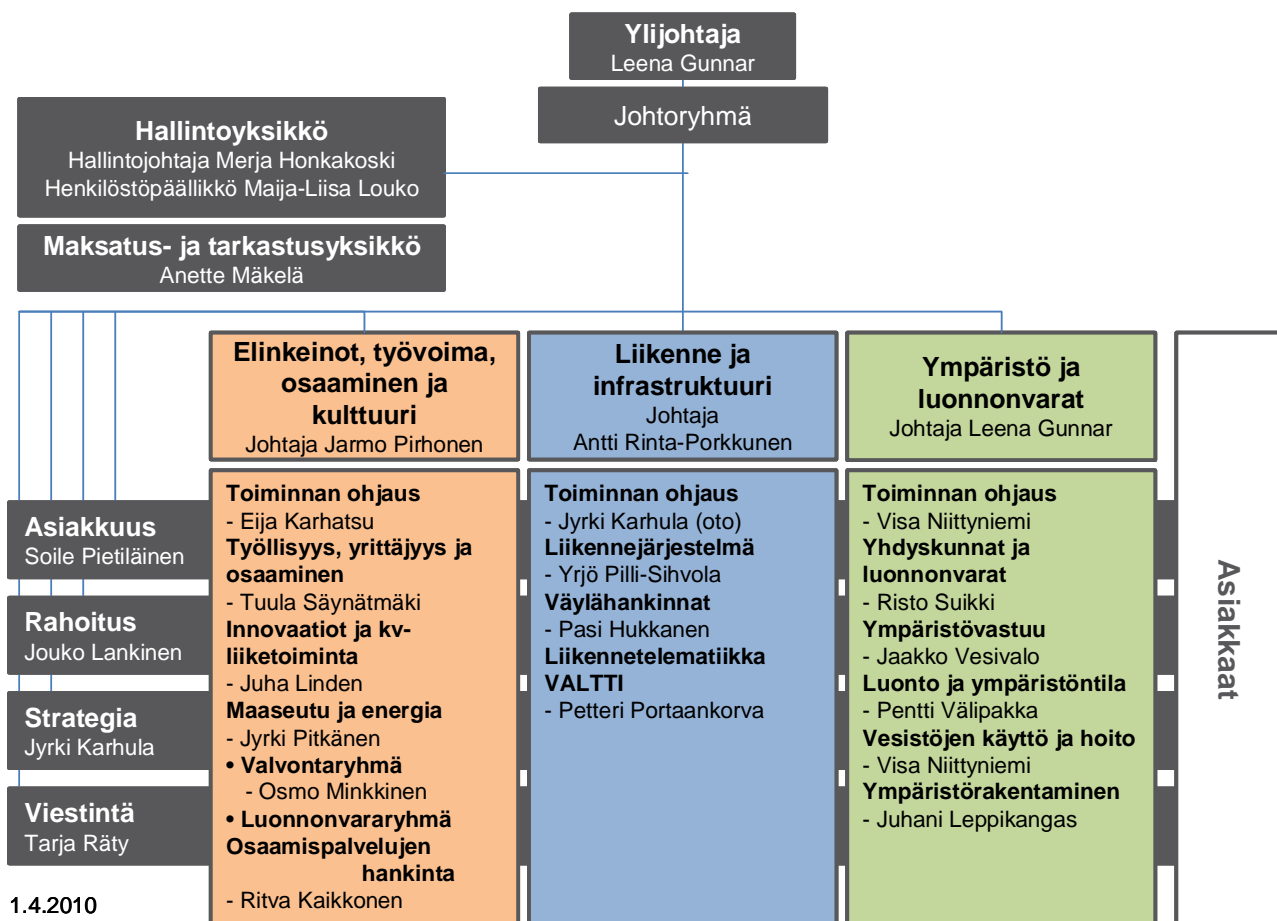 Ylijohtaja
Leena Gunnar
Johtoryhmä
Hallintoyksikkö
Hallintojohtaja Merja Honkakoski
Henkilöstöpäällikkö Maija-Liisa Louko
Maksatus- ja tarkastusyksikkö
Anette Mäkelä
Elinkeinot, työvoima,
osaaminen ja
kulttuuri
Johtaja Jarmo Pirhonen
Liikenne ja
infrastruktuuri
Johtaja
Antti Rinta-Porkkunen
Ympäristö ja
luonnonvarat
Johtaja Leena Gunnar
Asiakkuus
Soile Pietiläinen
Rahoitus
Jouko Lankinen
Strategia
Jyrki Karhula
Viestintä
Tarja Räty
Toiminnan ohjaus
- Eija Karhatsu
Työllisyys, yrittäjyys ja
osaaminen
- Tuula Säynätmäki
Innovaatiot ja kv-
liiketoiminta
- Juha Linden
Maaseutu ja energia
- Jyrki Pitkänen
• Valvontaryhmä
- Osmo Minkkinen
• Luonnonvararyhmä
Osaamispalvelujen
hankinta
- Ritva Kaikkonen
Toiminnan ohjaus
- Jyrki Karhula (oto)
Liikennejärjestelmä
- Yrjö Pilli-Sihvola
Väylähankinnat
- Pasi Hukkanen
Liikennetelematiikka
VALTTI
- Petteri Portaankorva
Toiminnan ohjaus
- Visa Niittyniemi
Yhdyskunnat ja
luonnonvarat
- Risto Suikki
Ympäristövastuu
- Jaakko Vesivalo
Luonto ja ympäristöntila
- Pentti Välipakka
Vesistöjen käyttö ja hoito
- Visa Niittyniemi
Ympäristörakentaminen
- Juhani Leppikangas
Asiakkaat
1.4.2010